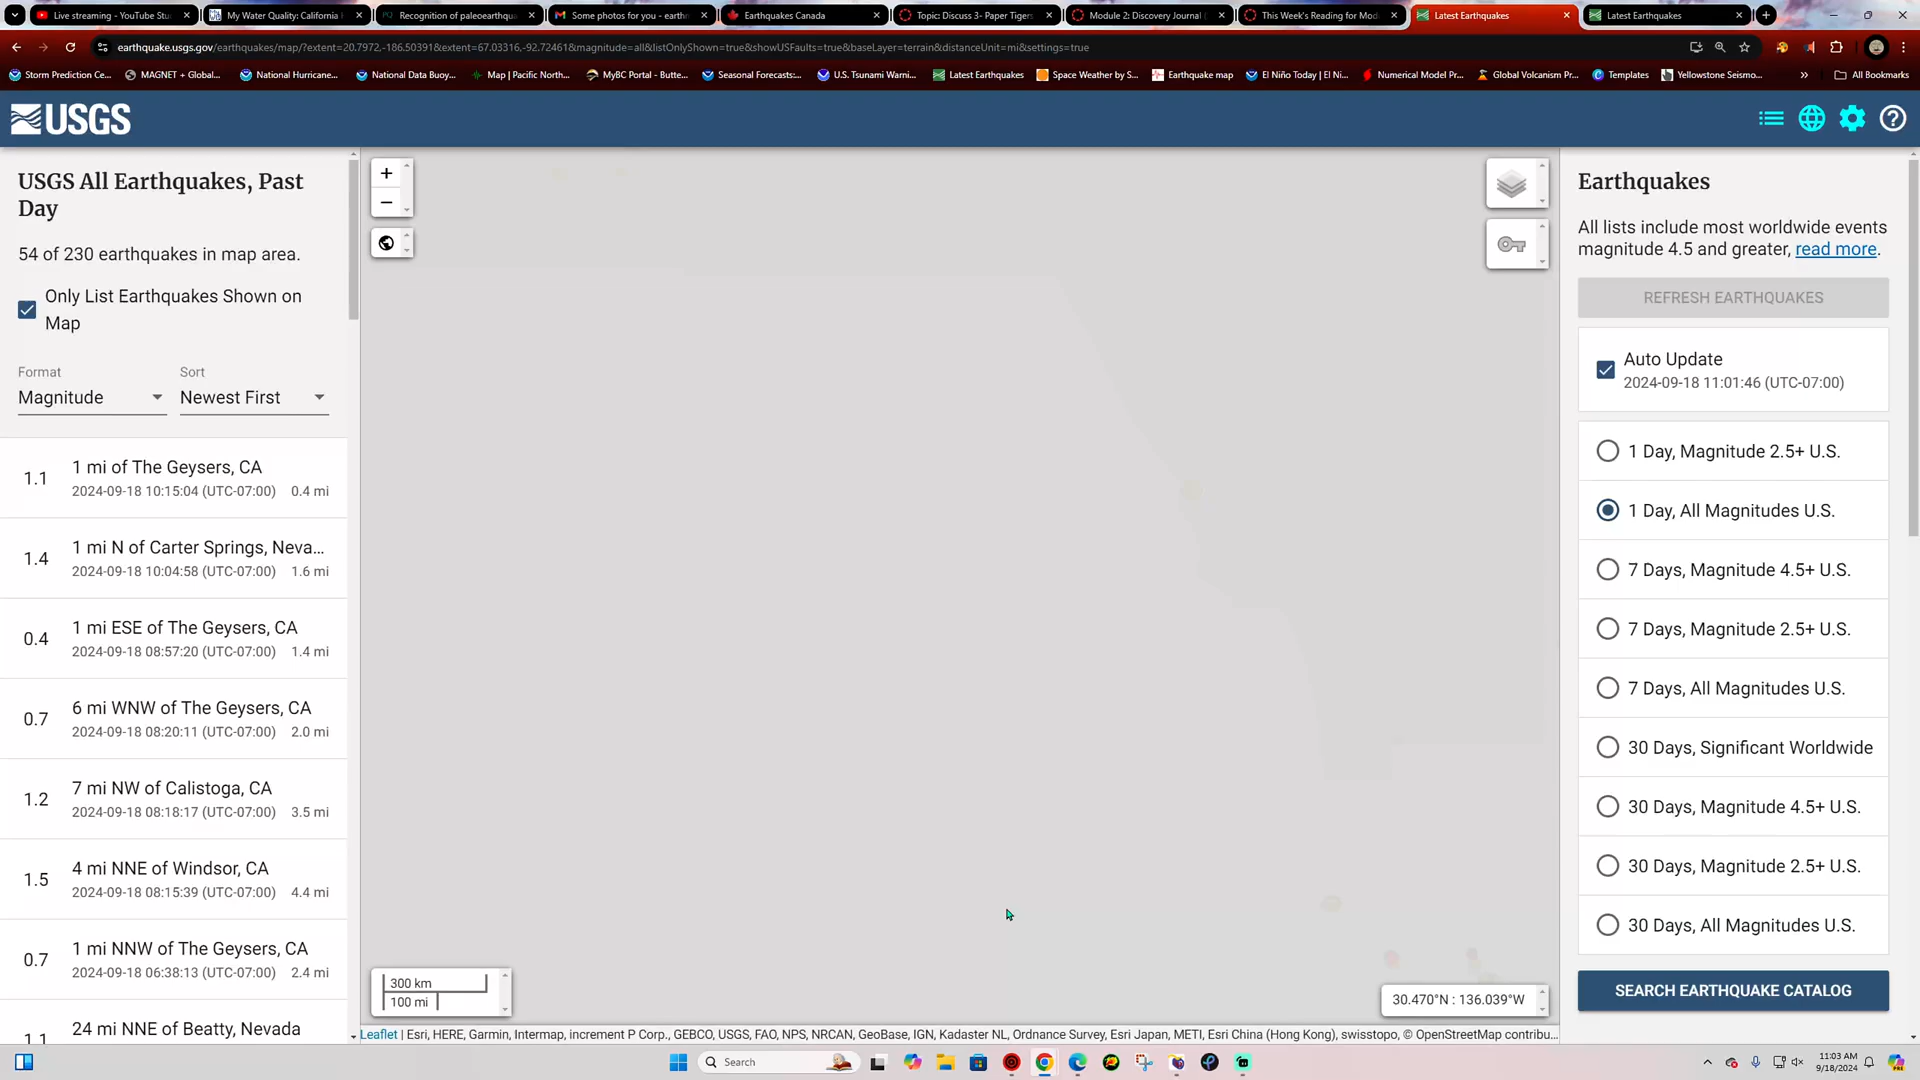 Live streaming - YouTube Stu
My Water Quality: California
Recognition of paleoearthqu
Some photos for you - earth
Earthquakes Canada
Topic: Discuss 3- Paper Tigers
Module 2: Discovery Journal (
This Week's Reading for Mod
Latest Earthquakes
Latest Earthquakes
earthquake.usgs.gov/earthquakes/map/?extent=20.7972,-186.50391&extent=67.03316,-92.72461&magnitude=all&listOnlyShown=true&showUSFaults=true&baseLayer=terrain&distanceUnit=mi&settings=true
Storm Prediction Ce...
MAGNET + Global...
National Hurricane...
National Data Buoy...
Map | Pacific North...
MyBC Portal - Butte...
Seasonal Forecasts:...
U.S. Tsunami Warni...
Latest Earthquakes
Space Weather by S...
Earthquake map
El Niño Today | El Ni...
Numerical Model Pr...
Global Volcanism Pr...
Templates
Yellowstone Seismo...
All Bookmarks
USGS
USGS All Earthquakes, Past
Day
54 of 230 earthquakes in map area.
Only List Earthquakes Shown on
Map
Format
Magnitude
Sort
Newest First
1.1
1 mi of The Geysers, CA
2024-09-18 10:15:04 (UTC-07:00) 0.4 mi
1.4
1 mi N of Carter Springs, Neva...
2024-09-18 10:04:58 (UTC-07:00) 1.6 mi
0.4
1 mi ESE of The Geysers, CA
2024-09-18 08:57:20 (UTC-07:00) 1.4 mi
0.7
6 mi WNW of The Geysers, CA
2024-09-18 08:20:11 (UTC-07:00) 2.0 mi
1.2
7 mi NW of Calistoga, CA
2024-09-18 08:18:17 (UTC-07:00) 3.5 mi
1.5
4 mi NNE of Windsor, CA
2024-09-18 08:15:39 (UTC-07:00) 4.4 mi
0.7
1 mi NNW of The Geysers, CA
2024-09-18 06:38:13 (UTC-07:00) 2.4 mi
1.1
24 mi NNE of Beatty, Nevada
+
−
300 km
100 mi
30.470°N : 136.039°W
Leaflet | Esri, HERE, Garmin, Intermap, increment P Corp., GEBCO, USGS, FAO, NPS, NRCAN, GeoBase, IGN, Kadaster NL, Ordnance Survey, Esri Japan, METI, Esri China (Hong Kong), swisstopo, © OpenStreetMap contribu...
Earthquakes
All lists include most worldwide events
magnitude 4.5 and greater, read more.
REFRESH EARTHQUAKES
Auto Update
2024-09-18 11:01:46 (UTC-07:00)
1 Day, Magnitude 2.5+ U.S.
1 Day, All Magnitudes U.S.
7 Days, Magnitude 4.5+ U.S.
7 Days, Magnitude 2.5+ U.S.
7 Days, All Magnitudes U.S.
30 Days, Significant Worldwide
30 Days, Magnitude 4.5+ U.S.
30 Days, Magnitude 2.5+ U.S.
30 Days, All Magnitudes U.S.
SEARCH EARTHQUAKE CATALOG
Search
11:03 AM
9/18/2024